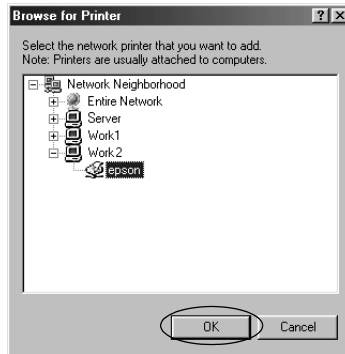 Browse for Printer
Select the network printer that you want to add.
Note: Printers are usually attached to computers.
Network Neighborhood
Entire Network
Server
Work1
Work2
epson
OK Cancel